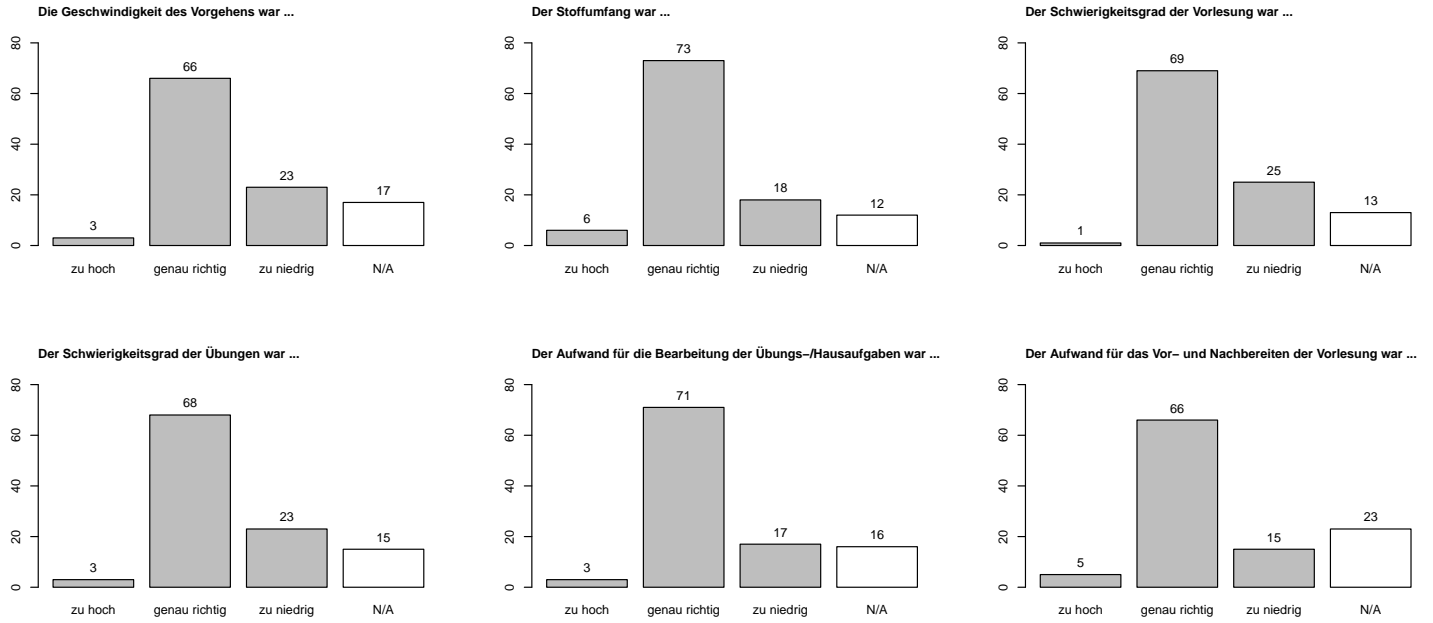 Die Geschwindigkeit des Vorgehens war ...
80
60
40
20
0
3
66
23
17
zu hoch
genau richtig
zu niedrig
N/A
Der Stoffumfang war ...
80
60
40
20
0
6
73
18
12
zu hoch
genau richtig
zu niedrig
N/A
Der Schwierigkeitsgrad der Vorlesung war ...
80
60
40
20
0
1
69
25
13
zu hoch
genau richtig
zu niedrig
N/A
Der Schwierigkeitsgrad der Übungen war ...
80
60
40
20
0
3
68
23
15
zu hoch
genau richtig
zu niedrig
N/A
Der Aufwand für die Bearbeitung der Übungs−/Hausaufgaben war ...
80
60
40
20
0
3
71
17
16
zu hoch
genau richtig
zu niedrig
N/A
Der Aufwand für das Vor− und Nachbereiten der Vorlesung war ...
80
60
40
20
0
5
66
15
23
zu hoch
genau richtig
zu niedrig
N/A